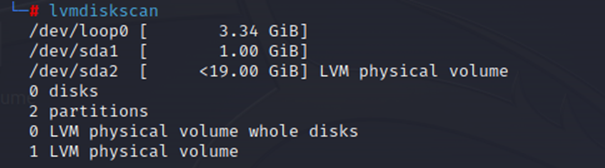 └─# lvmdiskscan
/dev/loop0 [       3.34 GiB]
/dev/sda1  [       1.00 GiB]
/dev/sda2  [     <19.00 GiB] LVM physical volume
0 disks
2 partitions
0 LVM physical volume whole disks
1 LVM physical volume